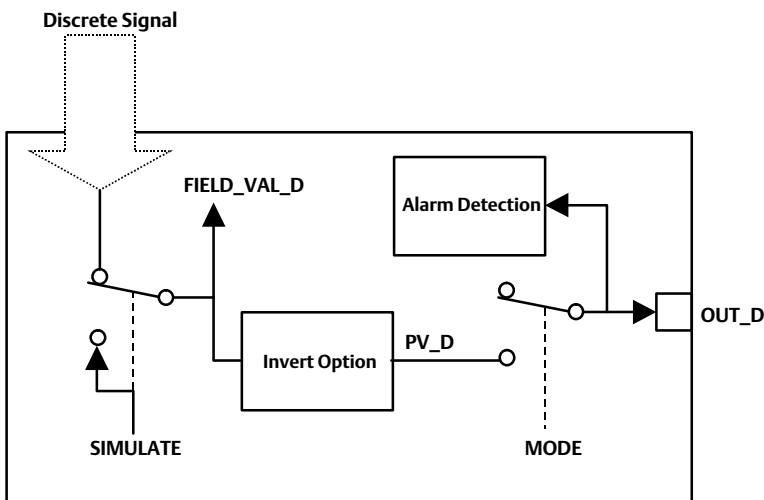 Discrete Signal
FIELD_VAL_D
Alarm Detection
OUT_D
PV_D
Invert Option
SIMULATE
MODE